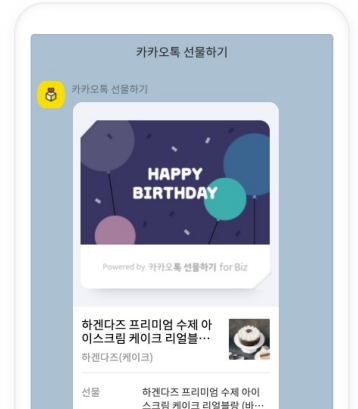 카카오톡 선물하기
카카오톡 선물하기
HAPPY
BIRTHDAY
Powered by 카카오톡 선물하기 for Biz
하겐다즈 프리미엄 수제 아
이스크림 케이크 리얼블…
하겐다즈(케이크)
선물 하겐다즈 프리미엄 수제 아이
스크림 케이크 리얼블랑 (바…